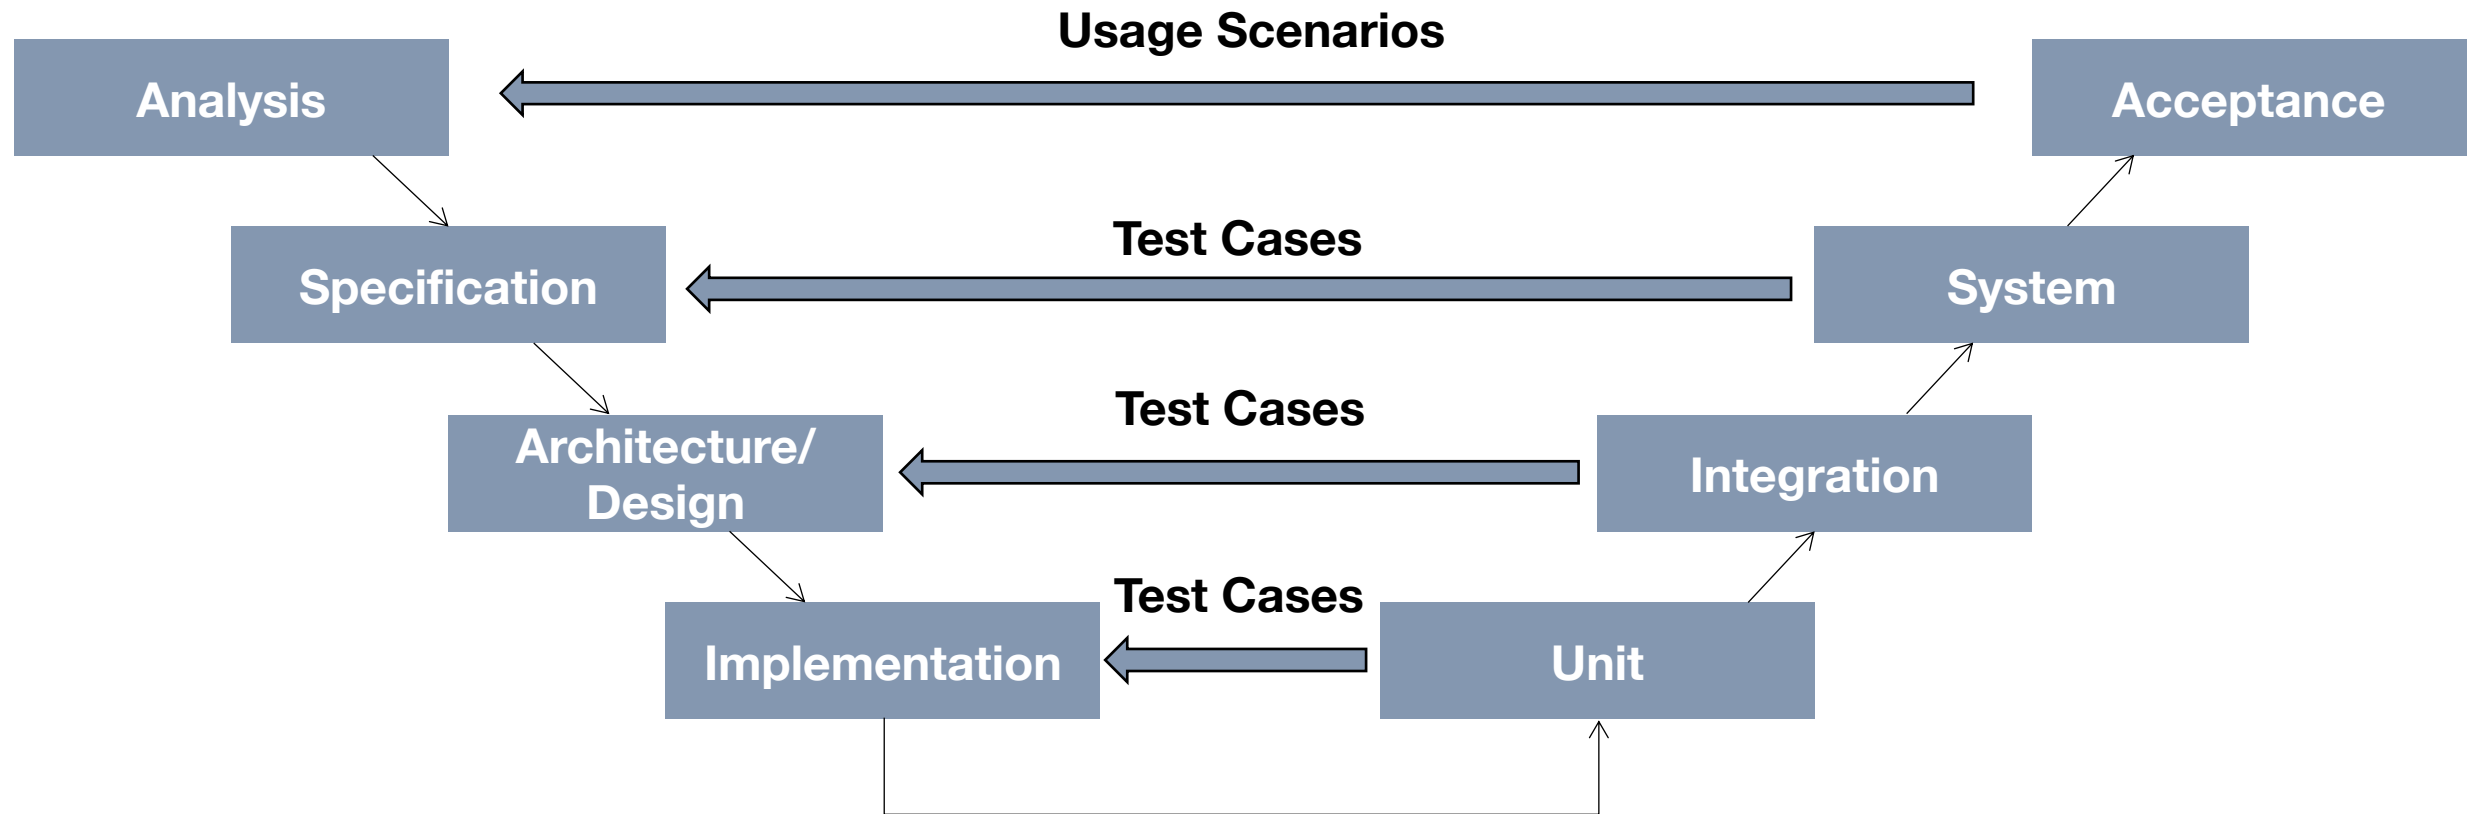 Usage Scenarios
Analysis
Acceptance
Test Cases
Specification
System
Test Cases
Architecture/
Design
Integration
Test Cases
Implementation
Unit